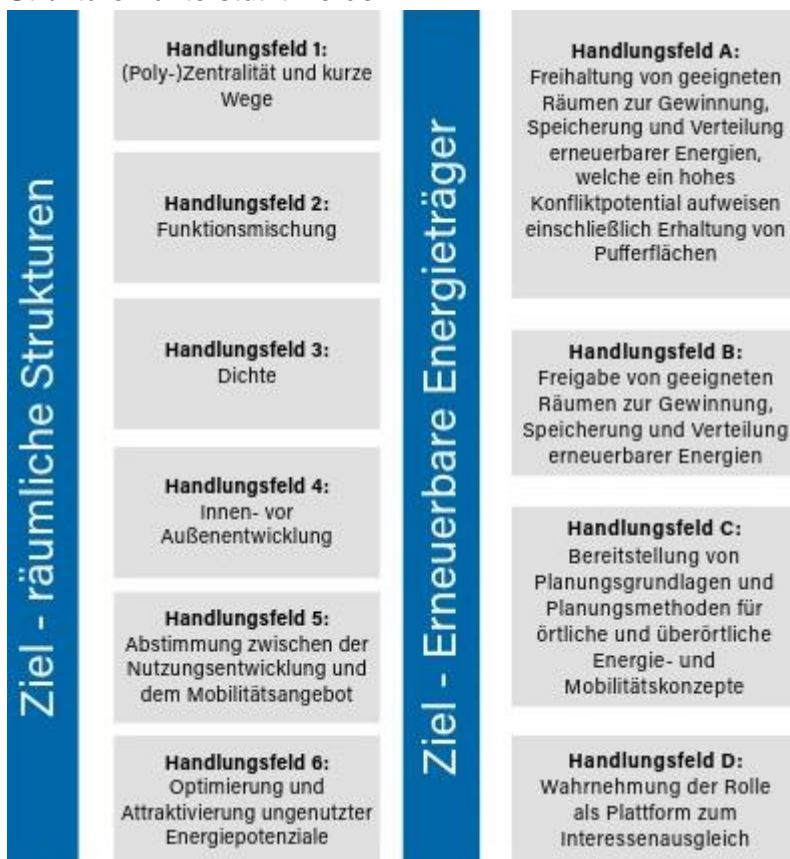 Ziel - räumliche Strukturen
Handlungsfeld 1:
(Poly-)Zentralität und kurze
Wege
Handlungsfeld 2:
Funktionsmischung
Handlungsfeld 3:
Dichte
Handlungsfeld 4:
Innen- vor
Außenentwicklung
Handlungsfeld 5:
Abstimmung zwischen der
Nutzungsentwicklung und
dem Mobilitätsangebot
Handlungsfeld 6:
Optimierung und
Attraktivierung ungenutzter
Energiepotenziale
Ziel - Erneuerbare Energieträger
Handlungsfeld A:
Freihaltung von geeigneten
Räumen zur Gewinnung,
Speicherung und Verteilung
erneuerbarer Energien,
welche ein hohes
Konfliktpotential aufweisen
einschließlich Erhaltung von
Pufferflächen
Handlungsfeld B:
Freigabe von geeigneten
Räumen zur Gewinnung,
Speicherung und Verteilung
erneuerbarer Energien
Handlungsfeld C:
Bereitstellung von
Planungsgrundlagen und
Planungsmethoden für
örtliche und überörtliche
Energie- und
Mobilitätskonzepte
Handlungsfeld D:
Wahrnehmung der Rolle
als Plattform zum
Interessenausgleich